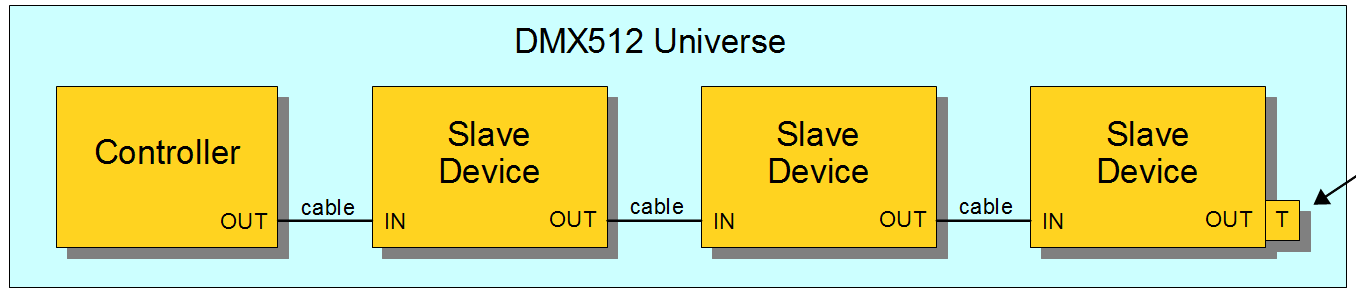 DMX512 Universe
Controller
OUT
cable
Slave
Device
IN
OUT
cable
Slave
Device
IN
OUT
cable
Slave
Device
IN
OUT
T